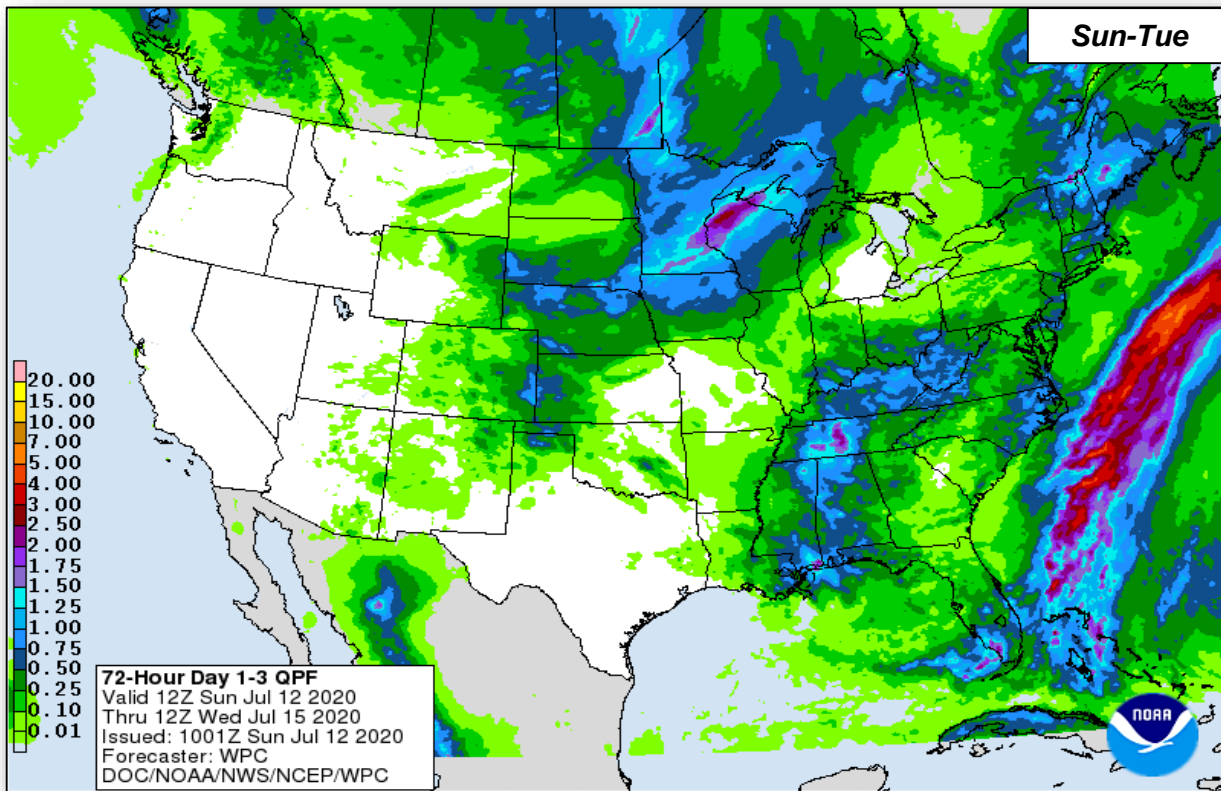 Sun-Tue
20.00
15.00
10.00
7.00
5.00
4.00
3.00
2.50
2.00
1.75
1.50
1.25
1.00
0.75
0.50
0.25
0.10
0.01
72-Hour Day 1-3 QPF
Valid 12Z Sun Jul 12 2020
Thru 12Z Wed Jul 15 2020
Issued: 1001Z Sun Jul 12 2020
Forecaster: WPC
DOC/NOAA/NWS/NCEP/WPC
NOAA